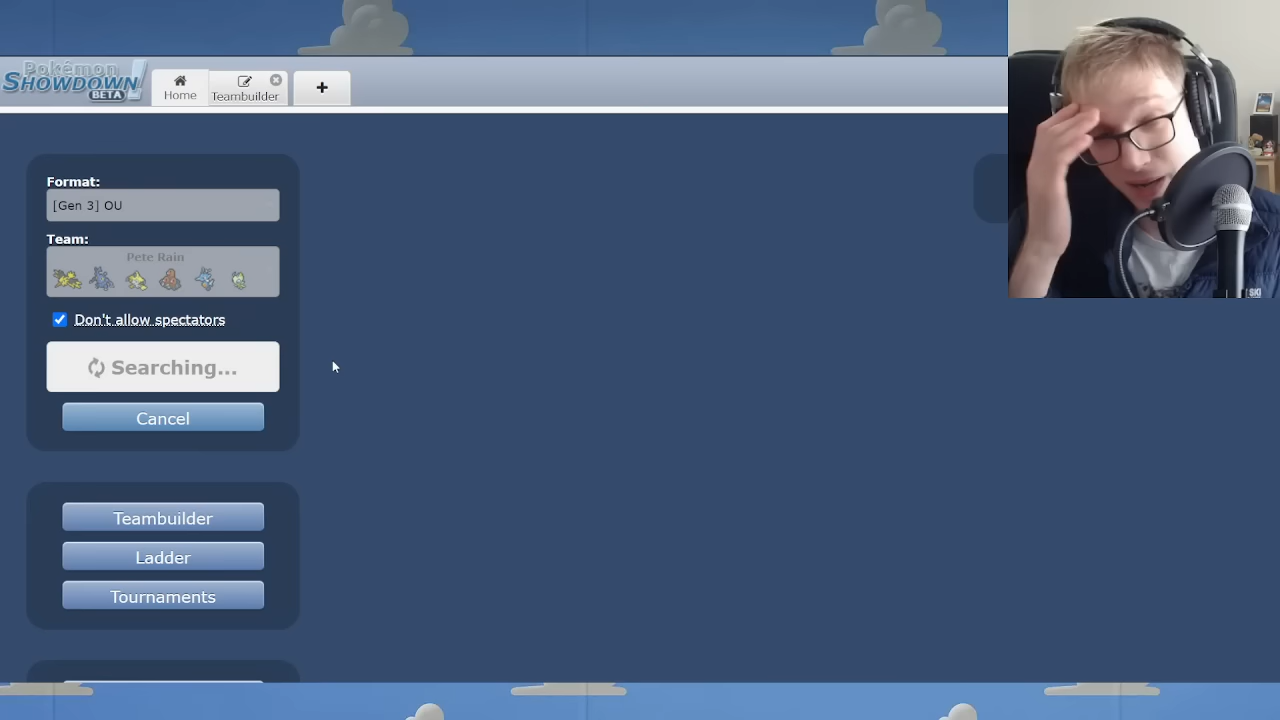 Pokémon
SHOWDOWN!
BETA
Home
Teambuilder
+
Format:
[Gen 3] OU
Team:
Pete Rain
Don't allow spectators
Searching...
Cancel
Teambuilder
Ladder
Tournaments
SKI